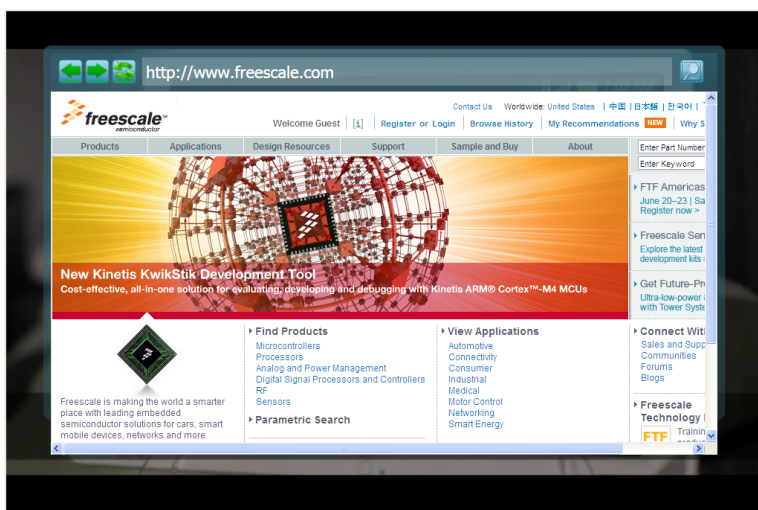 http://www.freescale.com
Contact Us Worldwide: United States | 中国 | 日本語 | 한국어 |
freescale™
semiconductor
Welcome Guest [i] Register or Login Browse History My Recommendations NEW Why S
Products Applications Design Resources Support Sample and Buy About
Enter Part Number
Enter Keyword
FTF Americas
June 20–23 | Sa
Register now >
Freescale Sen
Explore the latest
development kits
Get Future-Pr
Ultra-low-power
with Tower Syste
New Kinetis KwikStik Development Tool
Cost-effective, all-in-one solution for evaluating, developing and debugging with Kinetis ARM® Cortex™-M4 MCUs
Freescale is making the world a smarter
place with leading embedded
semiconductor solutions for cars, smart
mobile devices, networks and more.
Find Products
Microcontrollers
Processors
Analog and Power Management
Digital Signal Processors and Controllers
RF
Sensors
Parametric Search
View Applications
Automotive
Connectivity
Consumer
Industrial
Medical
Motor Control
Networking
Smart Energy
Connect Wit
Sales and Supp
Communities
Forums
Blogs
Freescale
Technology
FTF Trainin